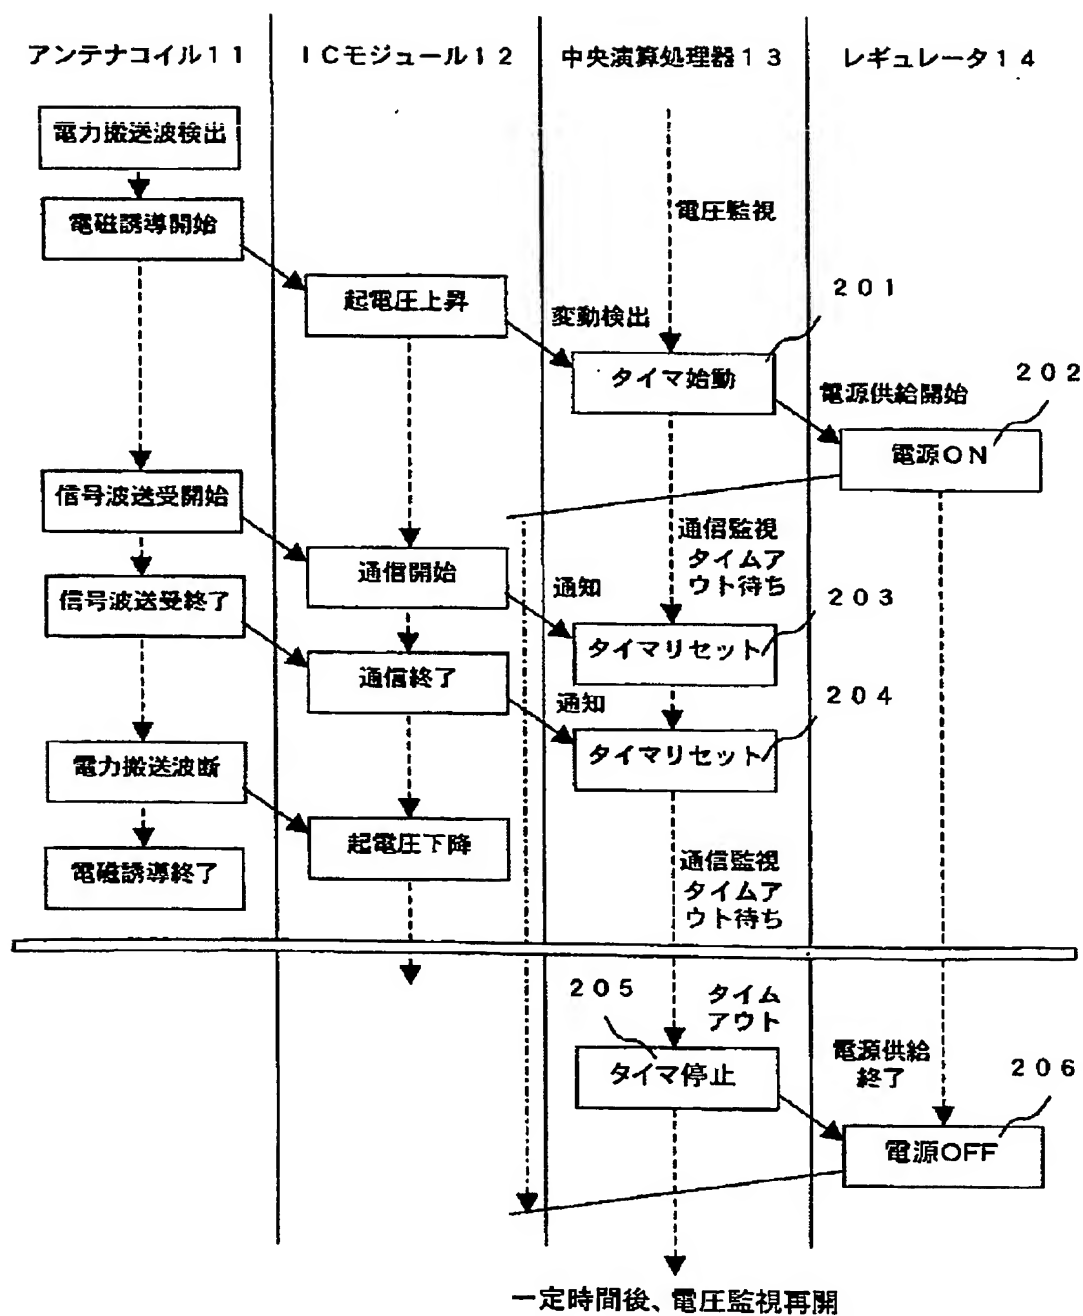 アンテナコイル１１
ＩＣモジュール１２
中央演算処理器１３
レギュレータ１４
電力搬送波検出
電磁誘導開始
電圧監視
起電圧上昇
変動検出
２０１
タイマ始動
電源供給開始
２０２
電源ＯＮ
信号波送受開始
通信監視
タイムア
ウト待ち
通信開始
通知
信号波送受終了
２０３
タイマリセット
通信終了
通知
２０４
タイマリセット
電力搬送波断
起電圧下降
電磁誘導終了
通信監視
タイムア
ウト待ち
２０５
タイム
アウト
タイマ停止
電源供給
終了
２０６
電源OFF
一定時間後、電圧監視再開